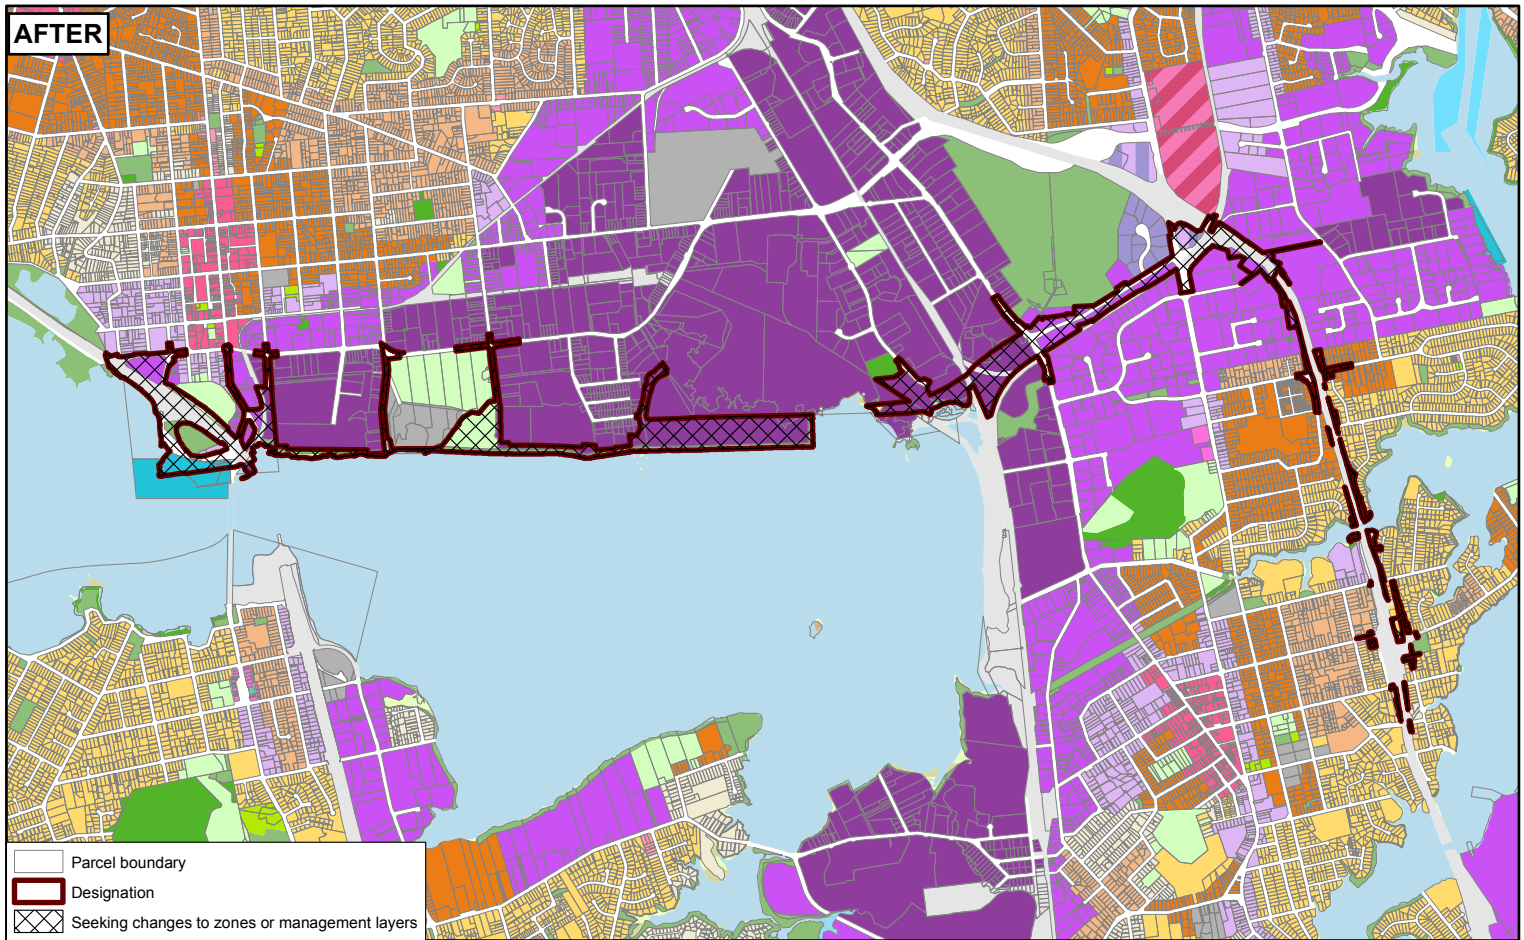 AFTER
Parcel boundary
Designation
Seeking changes to zones or management layers